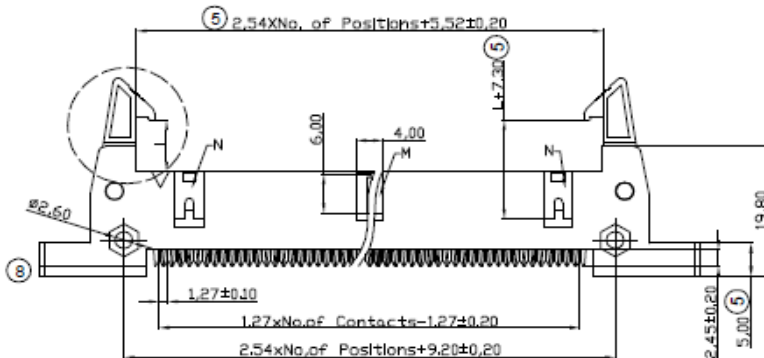 5 2,54XNo. of Positions+5,52±0,20
L+7.30 5
6,00
4,00
M
N
N
ø2,60
19,80
8
1,27±0,10
1.27xNo.of Contacts-1.27±0.20
2.54xNo.of Positions+9.20±0,20
2,45±0,20
5,00 5